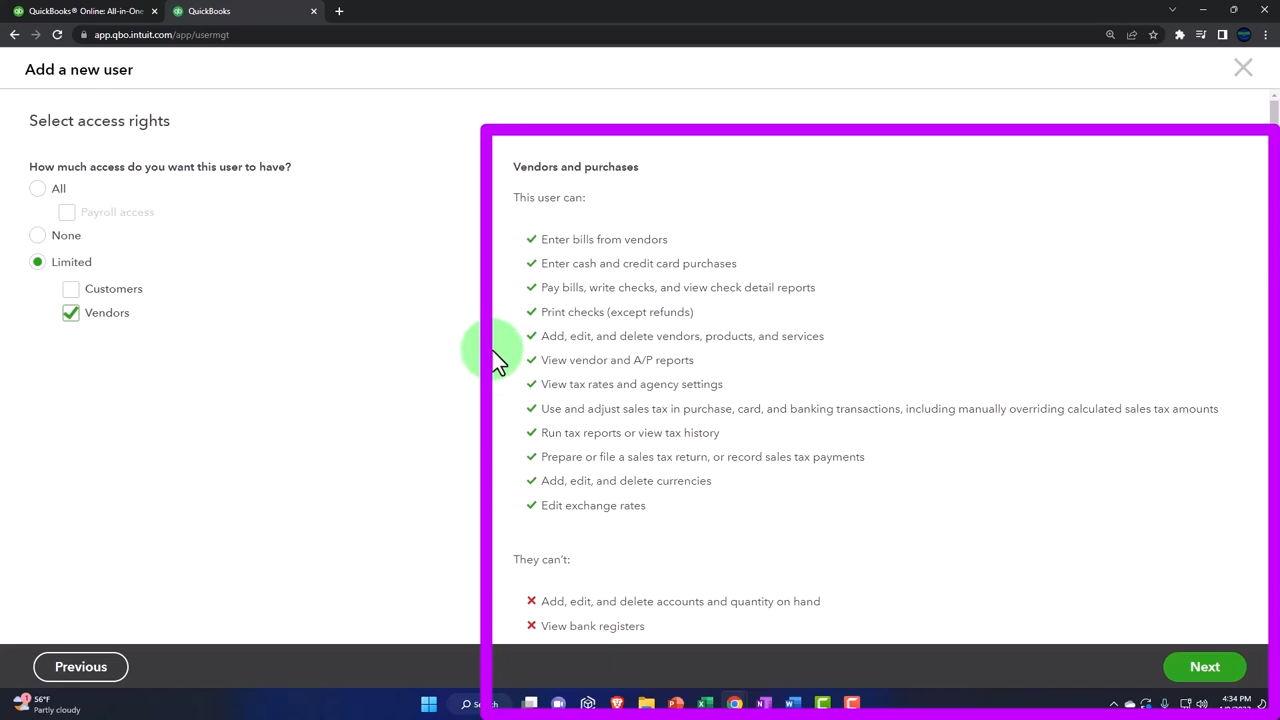 QuickBooks® Online: All-in-One
QuickBooks
app.qbo.intuit.com/app/usermgt
Add a new user
Select access rights
How much access do you want this user to have?
All
Payroll access
None
Limited
Customers
Vendors
Vendors and purchases
This user can:
Enter bills from vendors
Enter cash and credit card purchases
Pay bills, write checks, and view check detail reports
Print checks (except refunds)
Add, edit, and delete vendors, products, and services
View vendor and A/P reports
View tax rates and agency settings
Use and adjust sales tax in purchase, card, and banking transactions, including manually overriding calculated sales tax amounts
Run tax reports or view tax history
Prepare or file a sales tax return, or record sales tax payments
Add, edit, and delete currencies
Edit exchange rates
They can't:
Add, edit, and delete accounts and quantity on hand
View bank registers
Previous
Next
1
56°F
Partly cloudy
4:34 PM